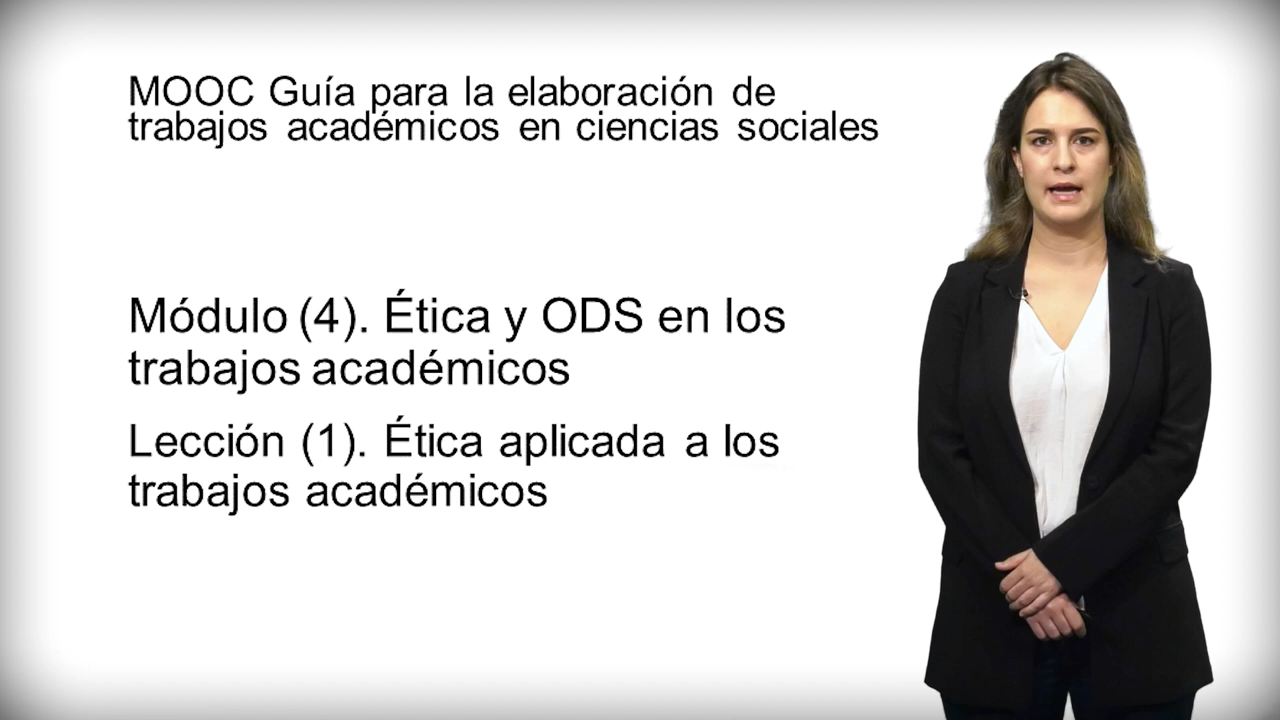 MOOC Guía para la elaboración de
trabajos académicos en ciencias sociales
Módulo (4). Ética y ODS en los
trabajos académicos
Lección (1). Ética aplicada a los
trabajos académicos